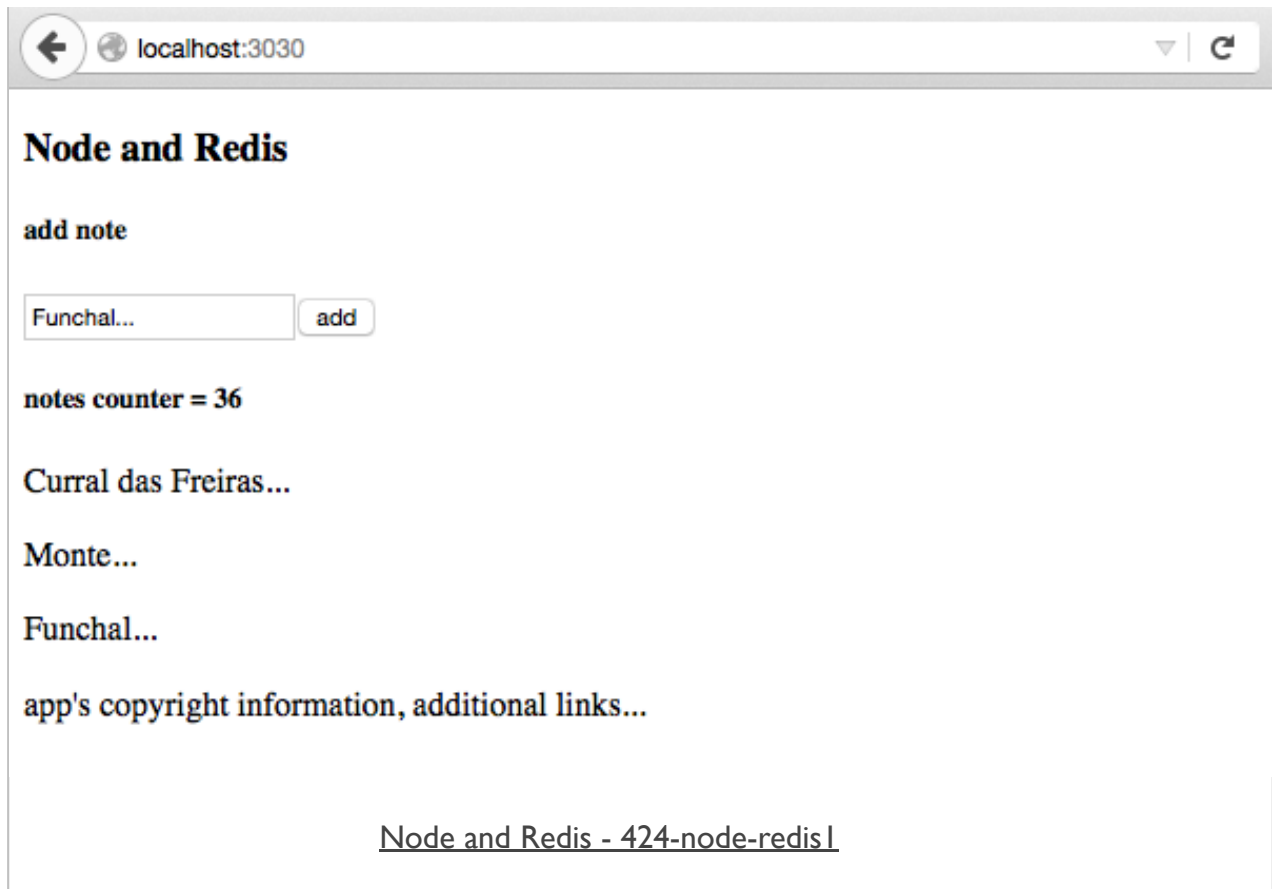 localhost:3030
Node and Redis
add note
Funchal... add
notes counter = 36
Curral das Freiras...
Monte...
Funchal...
app's copyright information, additional links...
Node and Redis - 424-node-redis1